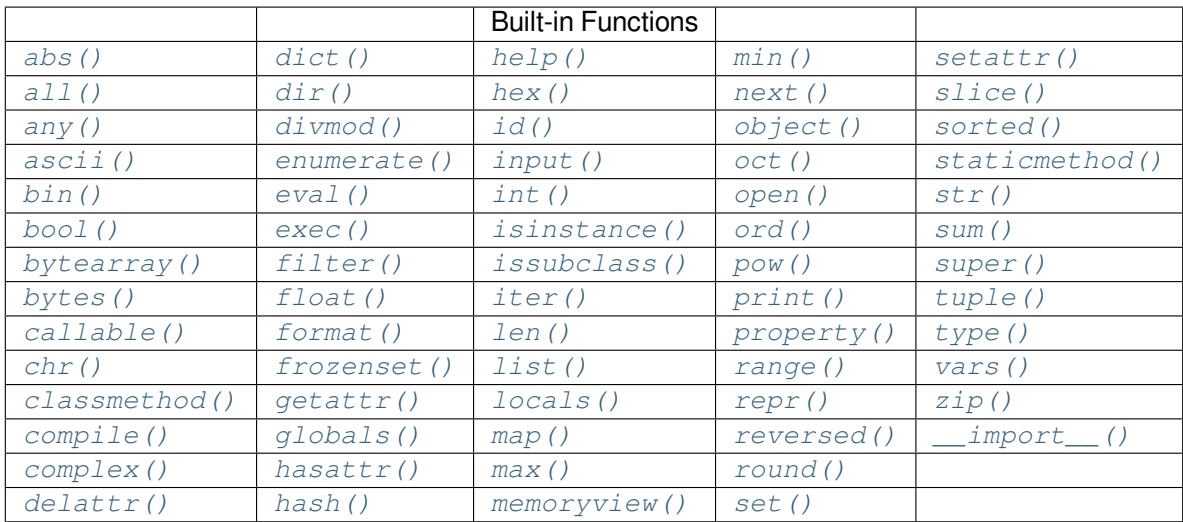 Built-in Functions
abs() dict() help() min() setattr()
all() dir() hex() next() slice()
any() divmod() id() object() sorted()
ascii() enumerate() input() oct() staticmethod()
bin() eval() int() open() str()
bool() exec() isinstance() ord() sum()
bytearray() filter() issubclass() pow() super()
bytes() float() iter() print() tuple()
callable() format() len() property() type()
chr() frozenset() list() range() vars()
classmethod() getattr() locals() repr() zip()
compile() globals() map() reversed() __import__()
complex() hasattr() max() round()
delattr() hash() memoryview() set()